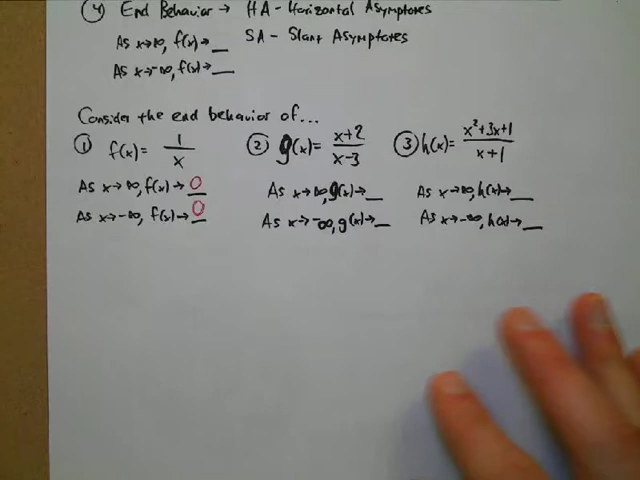 ④ End Behavior → HA - Horizontal Asymptotes
As x→∞, f(x)→__ SA - Slant Asymptotes
As x→-∞, f(x)→__
Consider the end behavior of...
① f(x)= 1/x ② g(x)= x+2/x-3 ③ h(x)= x²+3x+1/x+1
As x→∞, f(x)→0 As x→∞, g(x)→__ As x→∞, h(x)→__
As x→-∞, f(x)→0 As x→-∞, g(x)→__ As x→-∞, h(x)→__